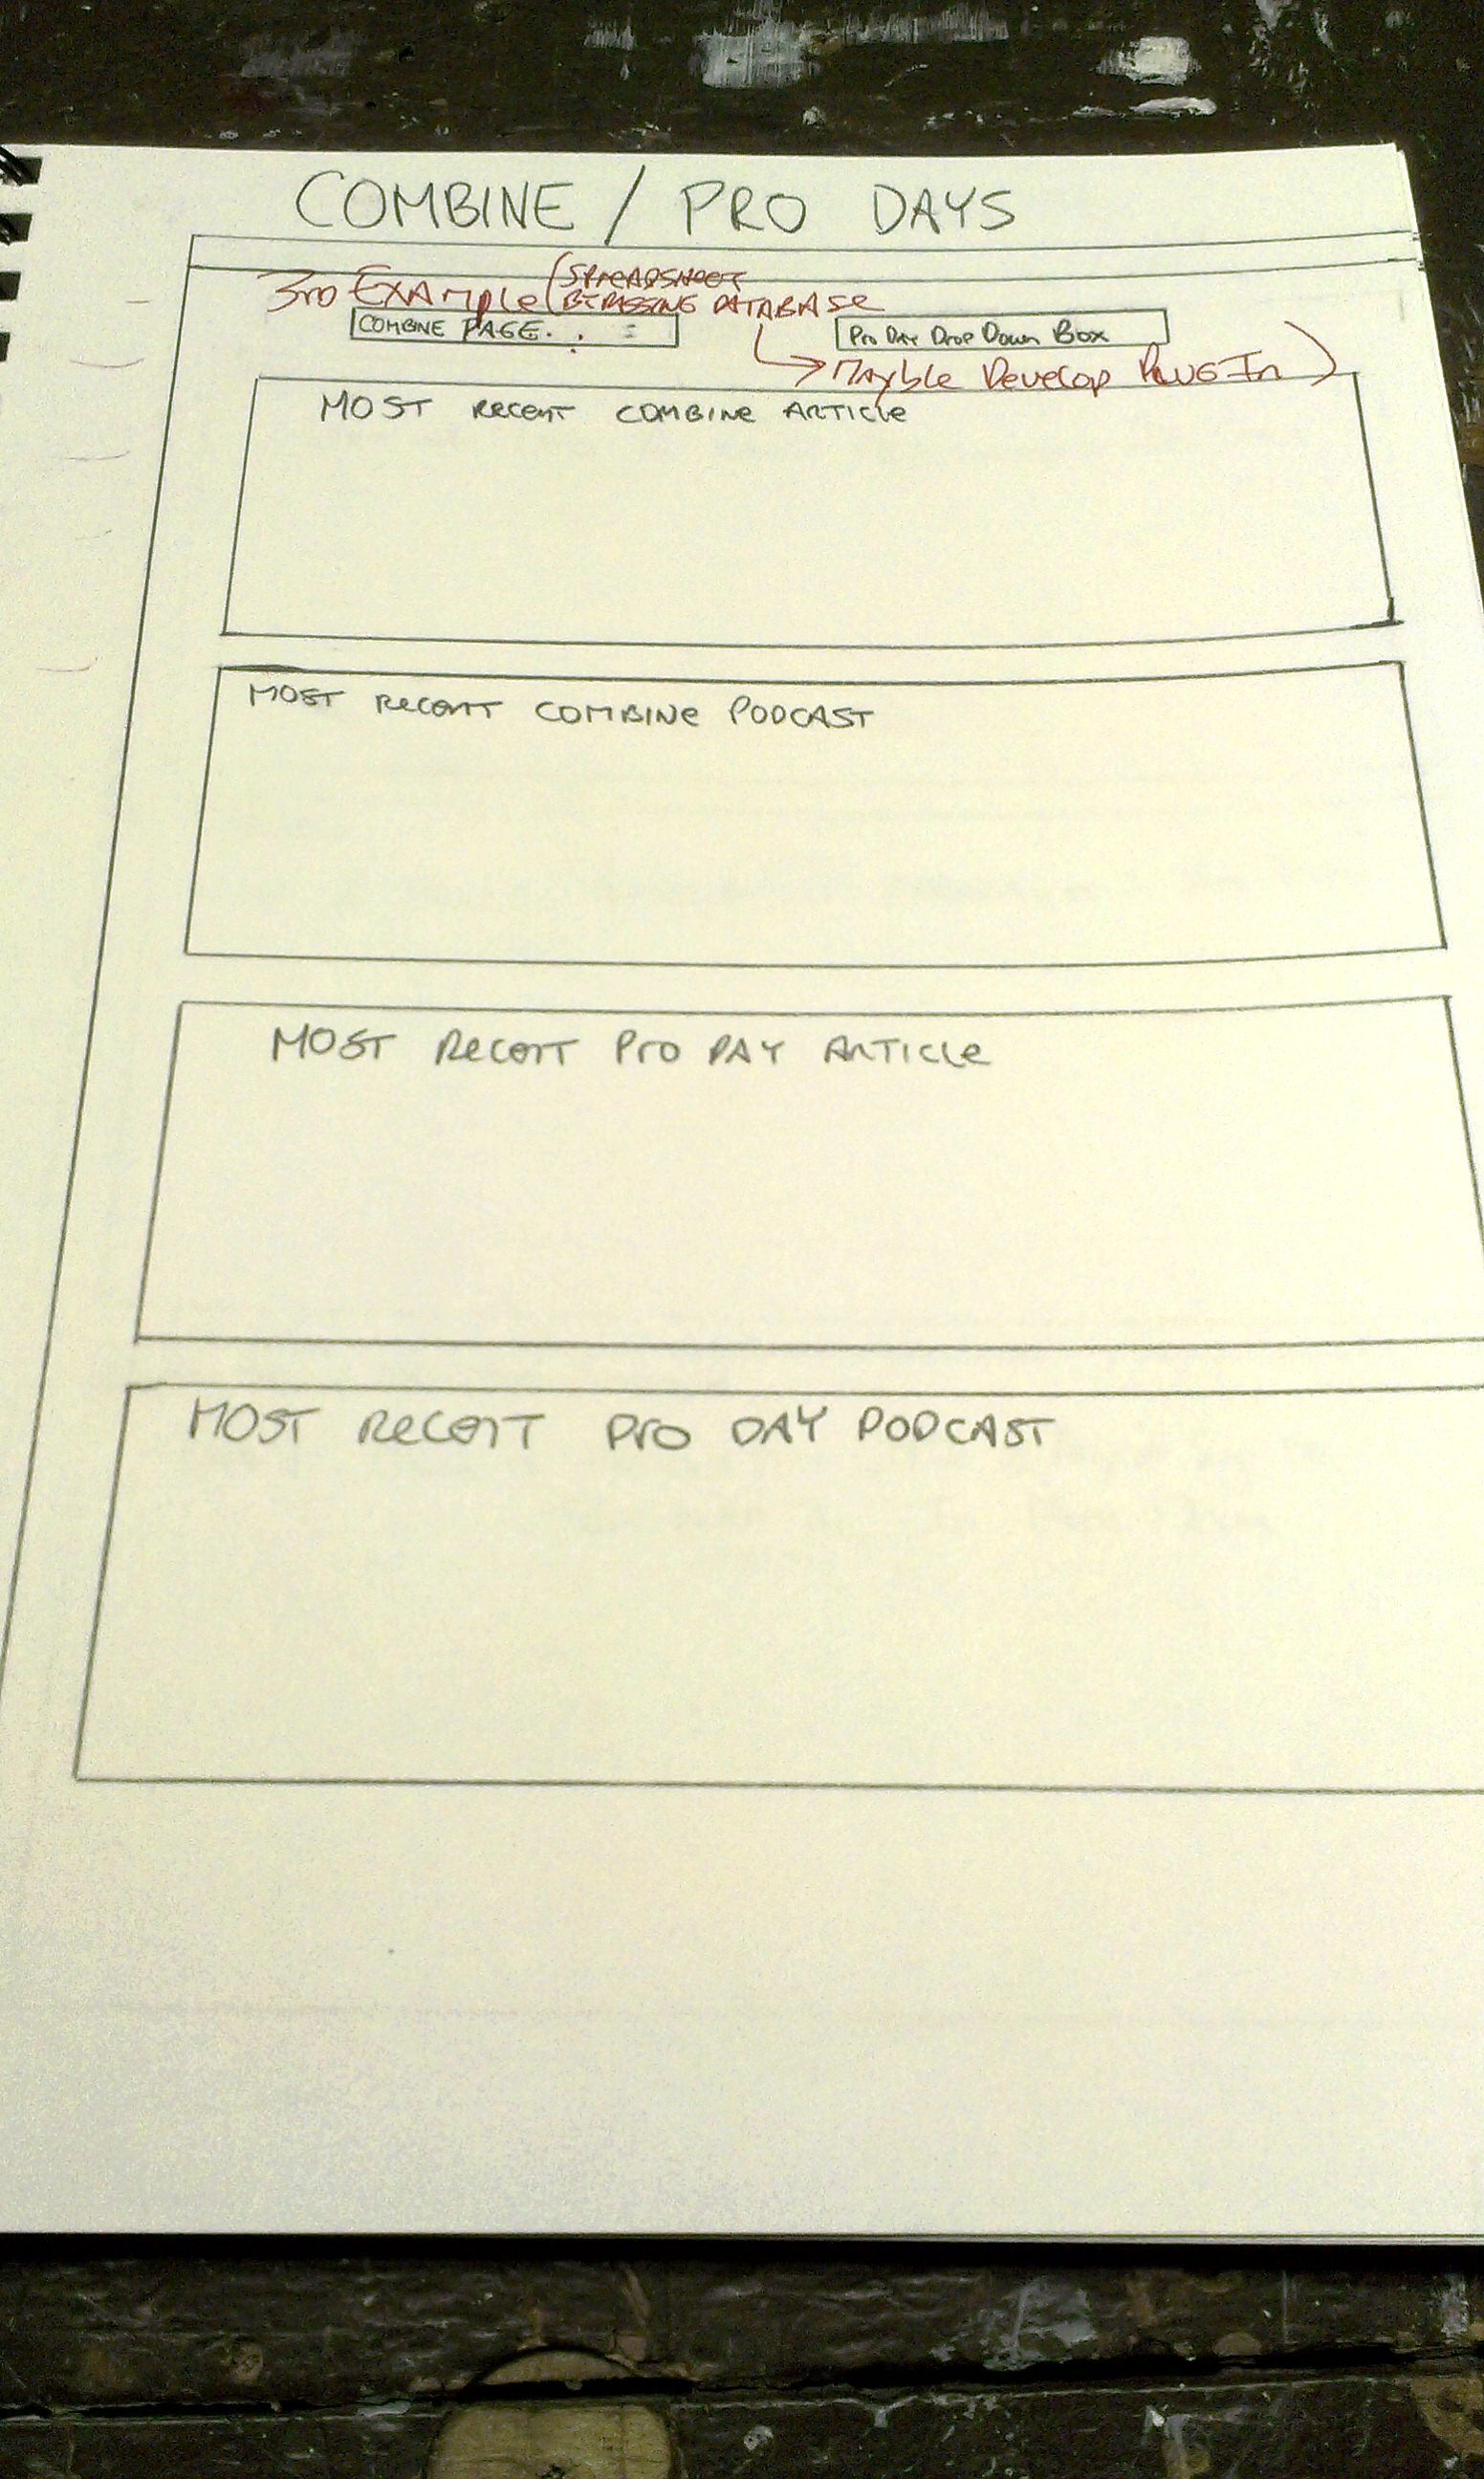 COMBINE / PRO DAYS
3rd Example (SPREADSHEET
BYPASSING DATABASE
COMBINE PAGE. . :
Pro Day Drop Down Box
Mayble Develop PLUG-In )
MOST recent COMBINE ARTICLE
MOST recent COMBINE PODCAST
MOST Recent Pro DAY ARTICLE
MOST Recent Pro DAY PODCAST